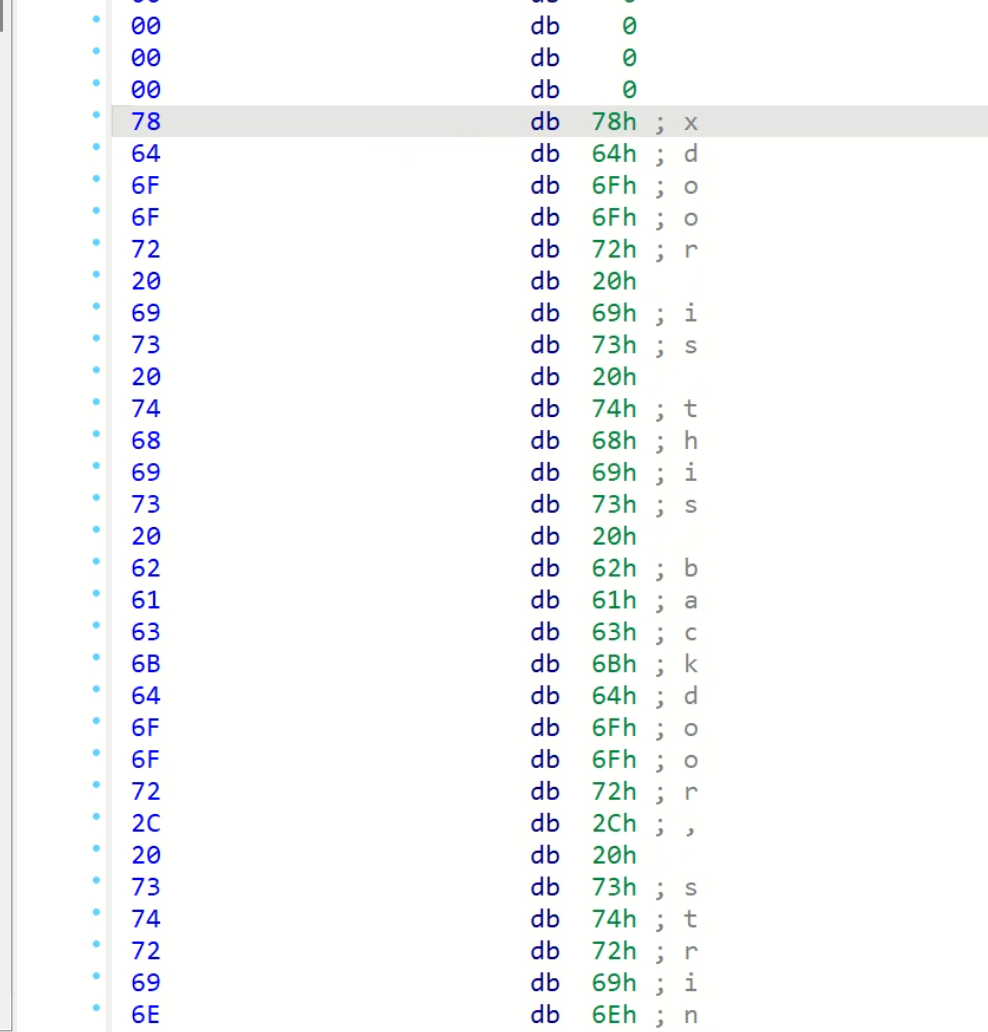 00 db 0
00 db 0
00 db 0
78 db 78h ; x
64 db 64h ; d
6F db 6Fh ; o
6F db 6Fh ; o
72 db 72h ; r
20 db 20h
69 db 69h ; i
73 db 73h ; s
20 db 20h
74 db 74h ; t
68 db 68h ; h
69 db 69h ; i
73 db 73h ; s
20 db 20h
62 db 62h ; b
61 db 61h ; a
63 db 63h ; c
6B db 6Bh ; k
64 db 64h ; d
6F db 6Fh ; o
6F db 6Fh ; o
72 db 72h ; r
2C db 2Ch ; ,
20 db 20h
73 db 73h ; s
74 db 74h ; t
72 db 72h ; r
69 db 69h ; i
6E db 6Eh ; n